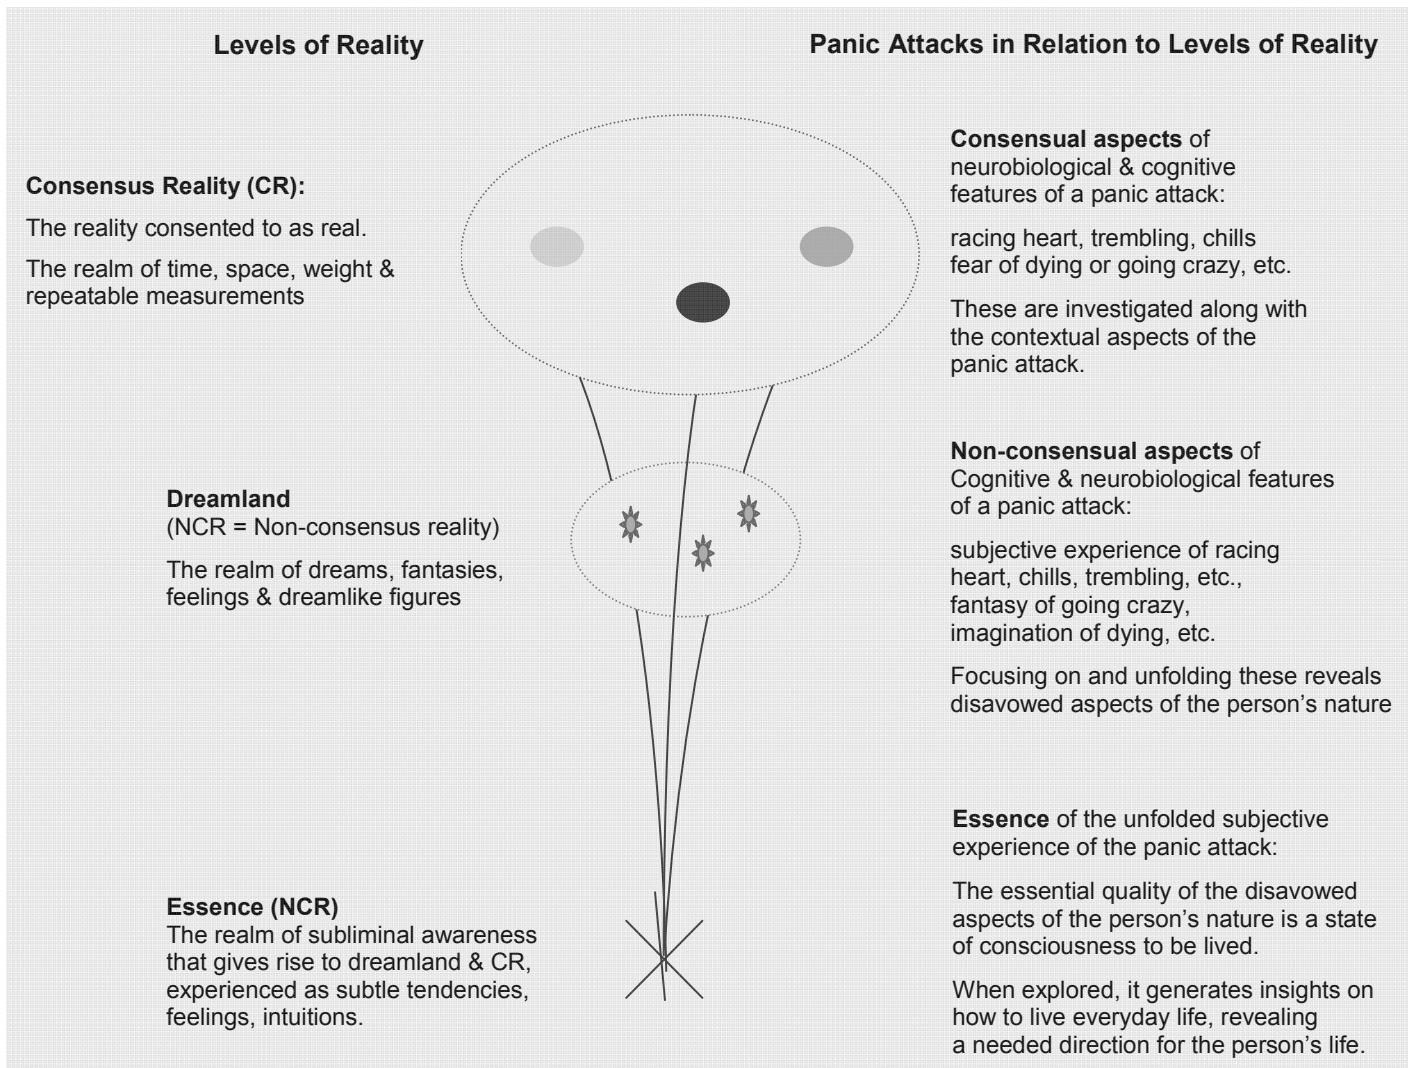 Levels of Reality
Panic Attacks in Relation to Levels of Reality
Consensus Reality (CR):
The reality consented to as real.
The realm of time, space, weight &
repeatable measurements
Consensual aspects of
neurobiological & cognitive
features of a panic attack:
racing heart, trembling, chills
fear of dying or going crazy, etc.
These are investigated along with
the contextual aspects of the
panic attack.
Dreamland
(NCR = Non-consensus reality)
The realm of dreams, fantasies,
feelings & dreamlike figures
Non-consensual aspects of
Cognitive & neurobiological features
of a panic attack:
subjective experience of racing
heart, chills, trembling, etc.,
fantasy of going crazy,
imagination of dying, etc.
Focusing on and unfolding these reveals
disavowed aspects of the person’s nature
Essence (NCR)
The realm of subliminal awareness
that gives rise to dreamland & CR,
experienced as subtle tendencies,
feelings, intuitions.
Essence of the unfolded subjective
experience of the panic attack:
The essential quality of the disavowed
aspects of the person’s nature is a state
of consciousness to be lived.
When explored, it generates insights on
how to live everyday life, revealing
a needed direction for the person’s life.